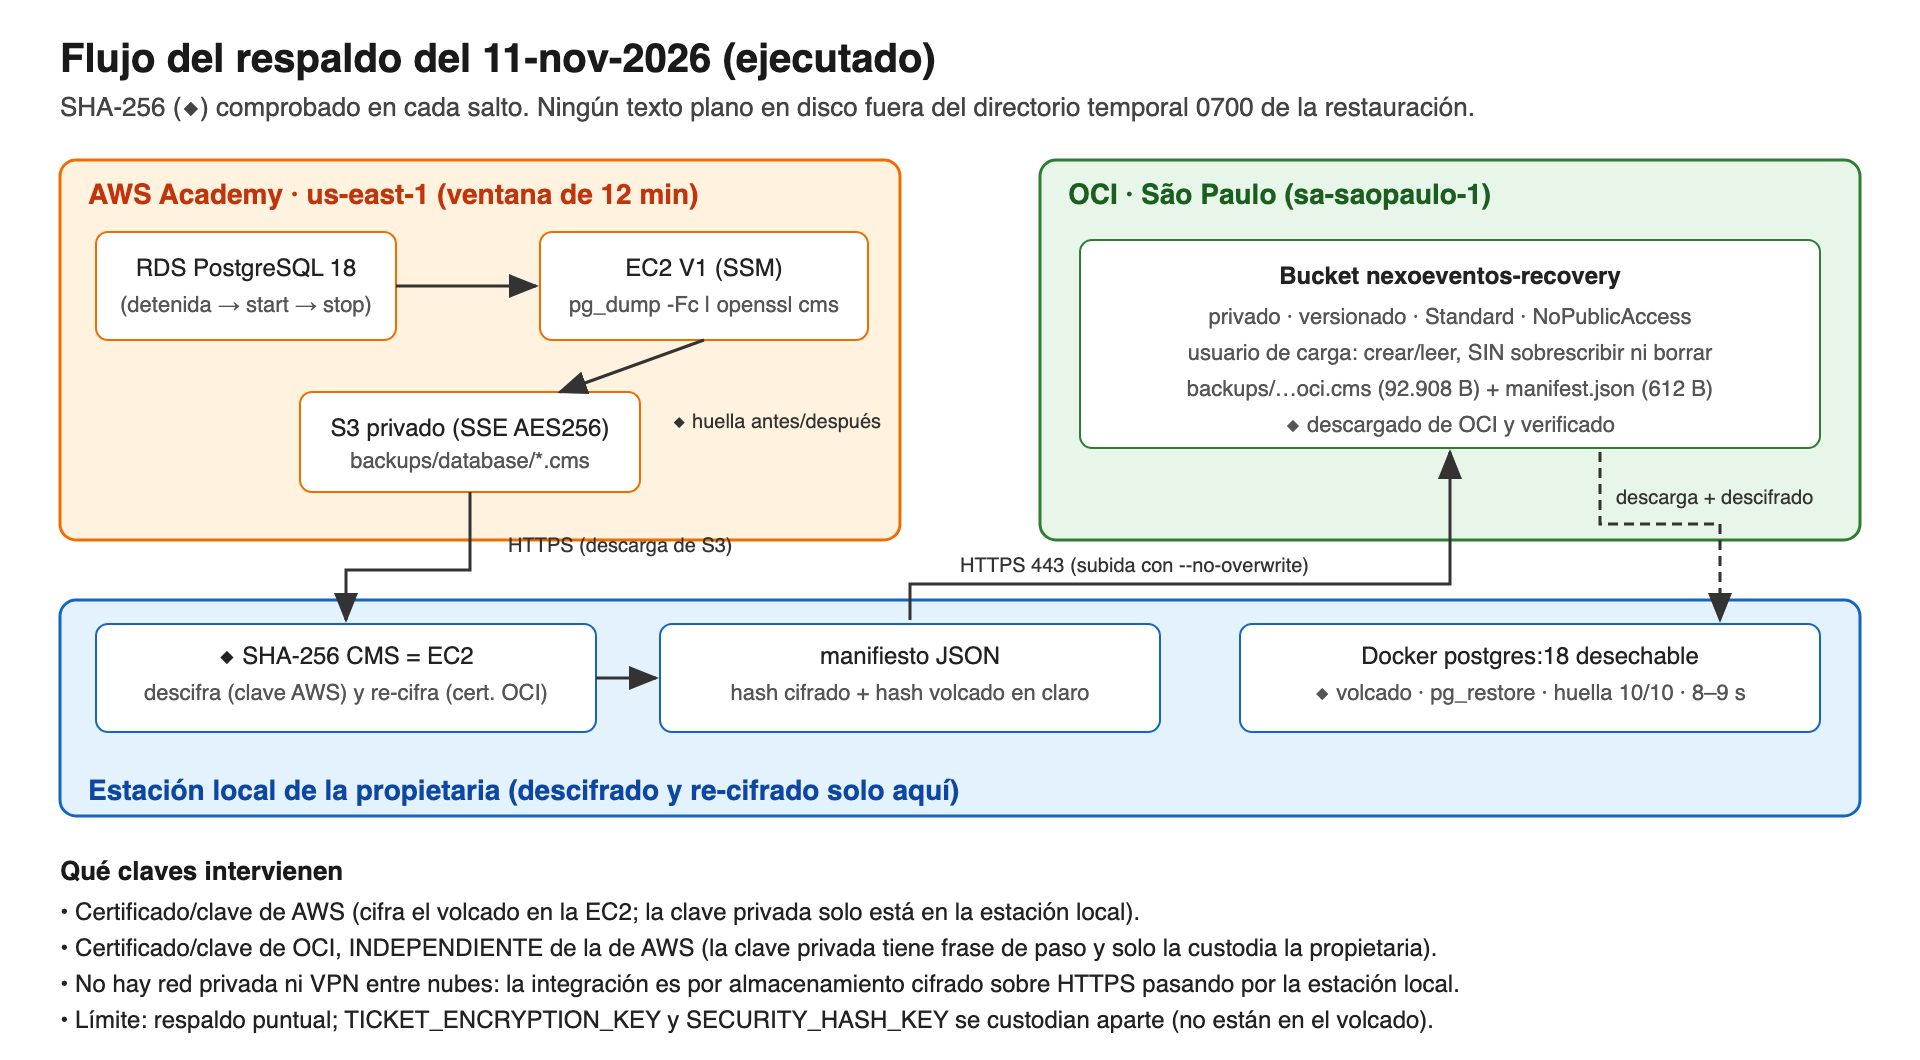 Flujo del respaldo del 11-nov-2026 (ejecutado)
SHA-256 (◆) comprobado en cada salto. Ningún texto plano en disco fuera del directorio temporal 0700 de la restauración.
AWS Academy · us-east-1 (ventana de 12 min)
RDS PostgreSQL 18
(detenida → start → stop)
EC2 V1 (SSM)
pg_dump -Fc | openssl cms
S3 privado (SSE AES256)
backups/database/*.cms
◆ huella antes/después
HTTPS (descarga de S3)
OCI · São Paulo (sa-saopaulo-1)
Bucket nexoeventos-recovery
privado · versionado · Standard · NoPublicAccess
usuario de carga: crear/leer, SIN sobrescribir ni borrar
backups/…oci.cms (92.908 B) + manifest.json (612 B)
◆ descargado de OCI y verificado
descarga + descifrado
HTTPS 443 (subida con --no-overwrite)
◆ SHA-256 CMS = EC2
descifra (clave AWS) y re-cifra (cert. OCI)
manifiesto JSON
hash cifrado + hash volcado en claro
Docker postgres:18 desechable
◆ volcado · pg_restore · huella 10/10 · 8–9 s
Estación local de la propietaria (descifrado y re-cifrado solo aquí)
Qué claves intervienen
• Certificado/clave de AWS (cifra el volcado en la EC2; la clave privada solo está en la estación local).
• Certificado/clave de OCI, INDEPENDIENTE de la de AWS (la clave privada tiene frase de paso y solo la custodia la propietaria).
• No hay red privada ni VPN entre nubes: la integración es por almacenamiento cifrado sobre HTTPS pasando por la estación local.
• Límite: respaldo puntual; TICKET_ENCRYPTION_KEY y SECURITY_HASH_KEY se custodian aparte (no están en el volcado).